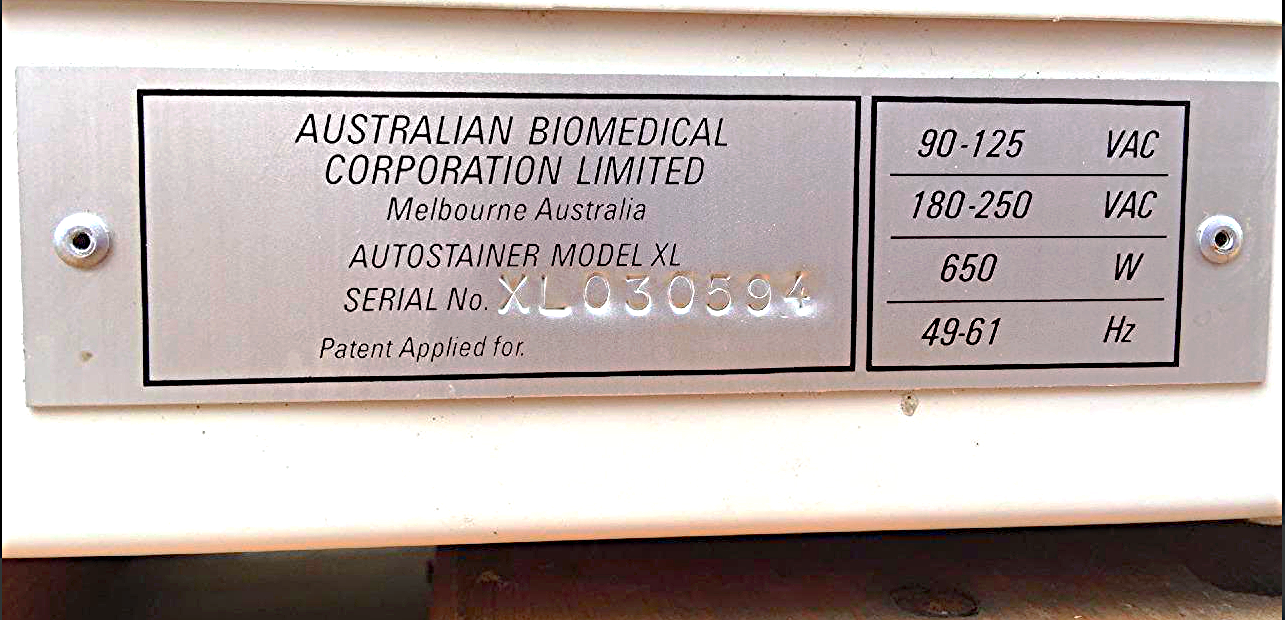 AUSTRALIAN BIOMEDICAL
CORPORATION LIMITED
Melbourne Australia
AUTOSTAINER MODEL XL
SERIAL No. XL030594
Patent Applied for.
90-125 VAC
180-250 VAC
650 W
49-61 Hz